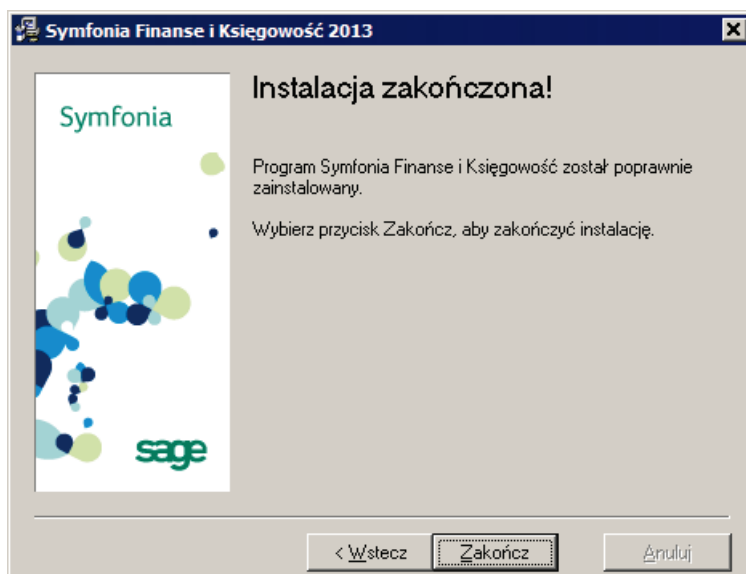 Symfonia Finanse i Księgowość 2013
Symfonia
Instalacja zakończona!
Program Symfonia Finanse i Księgowość został poprawnie
zainstalowany.
Wybierz przycisk Zakończ, aby zakończyć instalację.
sage
< Wstecz
Zakończ
Anuluj